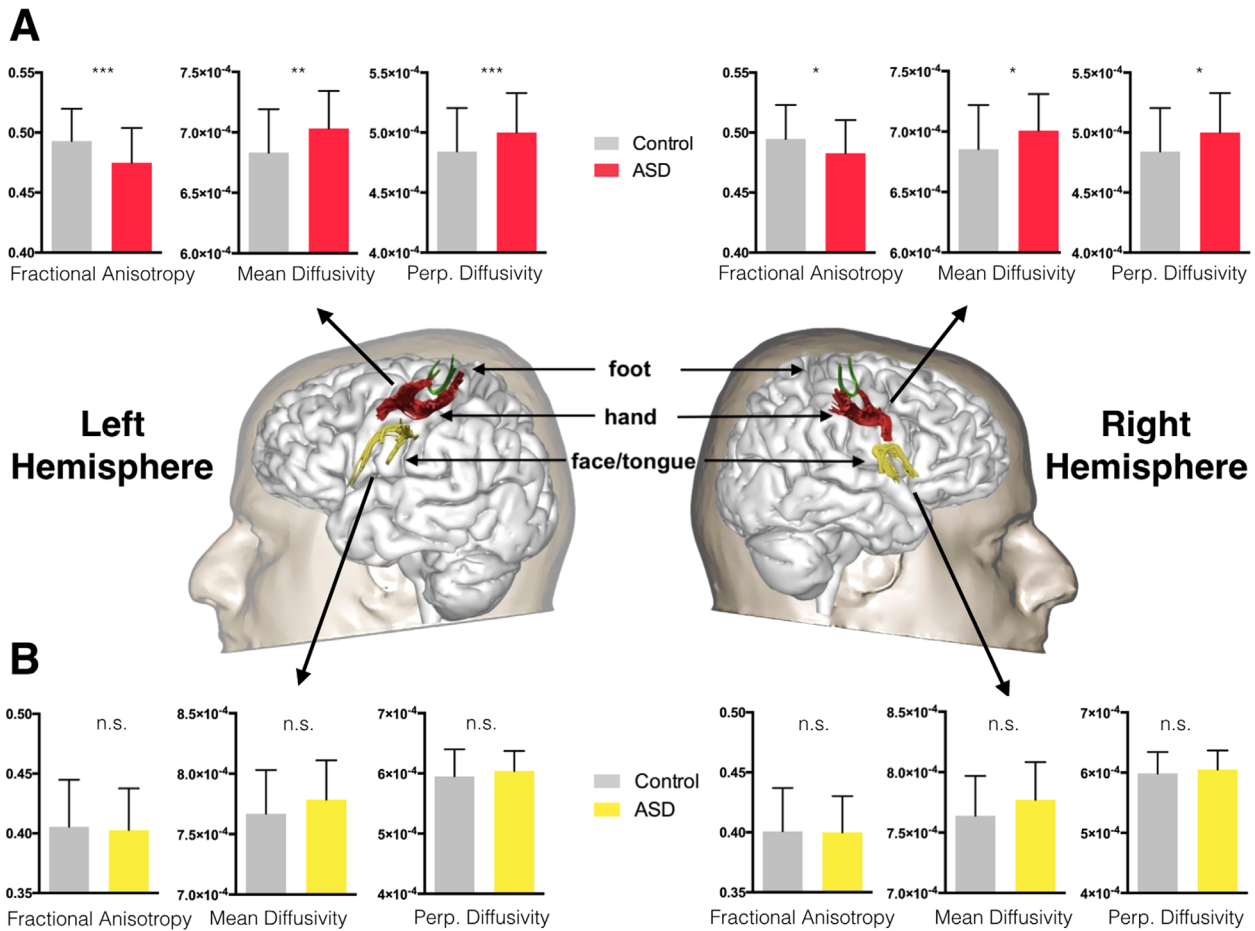 A
0.55
0.50
0.45
0.40
***
Fractional Anisotropy
7.5×10⁻⁴
7.0×10⁻⁴
6.5×10⁻⁴
6.0×10⁻⁴
**
Mean Diffusivity
5.5×10⁻⁴
5.0×10⁻⁴
4.5×10⁻⁴
4.0×10⁻⁴
***
Perp. Diffusivity
Control
ASD
0.55
0.50
0.45
0.40
*
Fractional Anisotropy
7.5×10⁻⁴
7.0×10⁻⁴
6.5×10⁻⁴
6.0×10⁻⁴
*
Mean Diffusivity
5.5×10⁻⁴
5.0×10⁻⁴
4.5×10⁻⁴
4.0×10⁻⁴
*
Perp. Diffusivity
Left
Hemisphere
foot
hand
face/tongue
Right
Hemisphere
B
0.50
0.45
0.40
0.35
n.s.
Fractional Anisotropy
8.5×10⁻⁴
8.0×10⁻⁴
7.5×10⁻⁴
7.0×10⁻⁴
n.s.
Mean Diffusivity
7×10⁻⁴
6×10⁻⁴
5×10⁻⁴
4×10⁻⁴
n.s.
Perp. Diffusivity
Control
ASD
0.50
0.45
0.40
0.35
n.s.
Fractional Anisotropy
8.5×10⁻⁴
8.0×10⁻⁴
7.5×10⁻⁴
7.0×10⁻⁴
n.s.
Mean Diffusivity
7×10⁻⁴
6×10⁻⁴
5×10⁻⁴
4×10⁻⁴
n.s.
Perp. Diffusivity